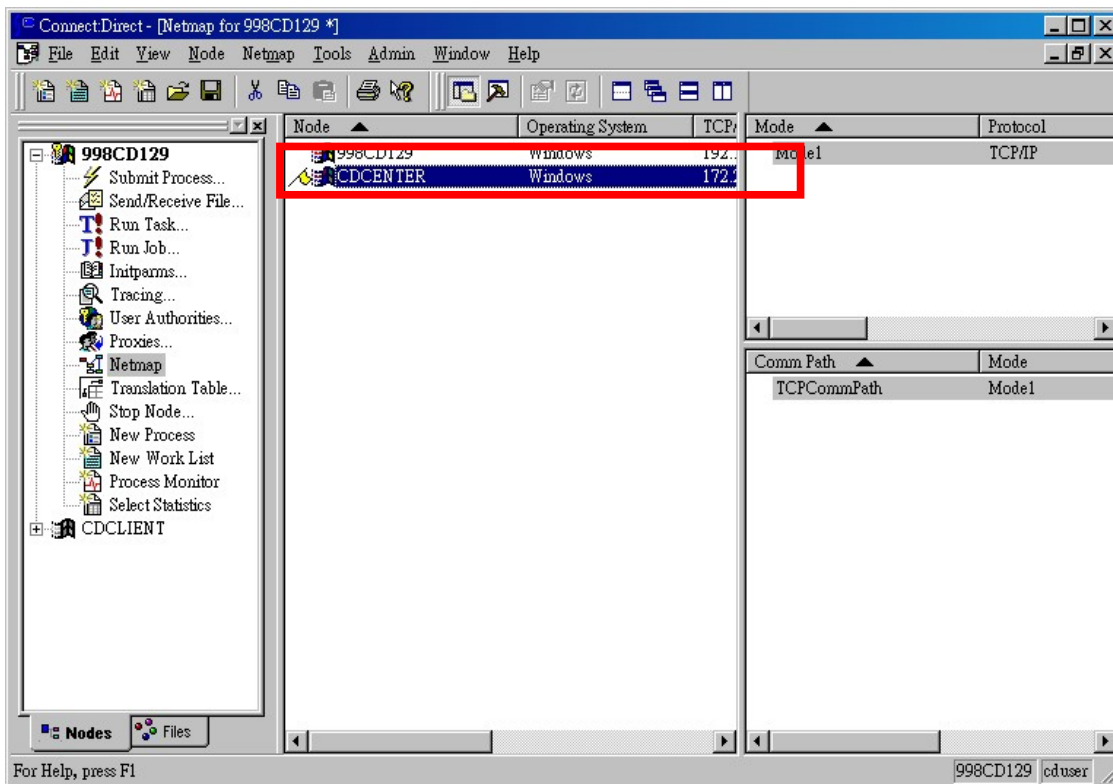 Connect:Direct - [Netmap for 998CD129 *]
File Edit View Node Netmap Tools Admin Window Help
998CD129
Submit Process...
Send/Receive File...
Run Task...
Run Job...
Initparms...
Tracing...
User Authorities...
Proxies...
Netmap
Translation Table...
Stop Node...
New Process
New Work List
Process Monitor
Select Statistics
CDCLIENT
Nodes Files
Node Operating System TCP/
998CD129 Windows 192..
CDCENTER Windows 172.2
Mode Protocol
Mode1 TCP/IP
Comm Path Mode
TCPCommPath Mode1
For Help, press F1
998CD129 cduser